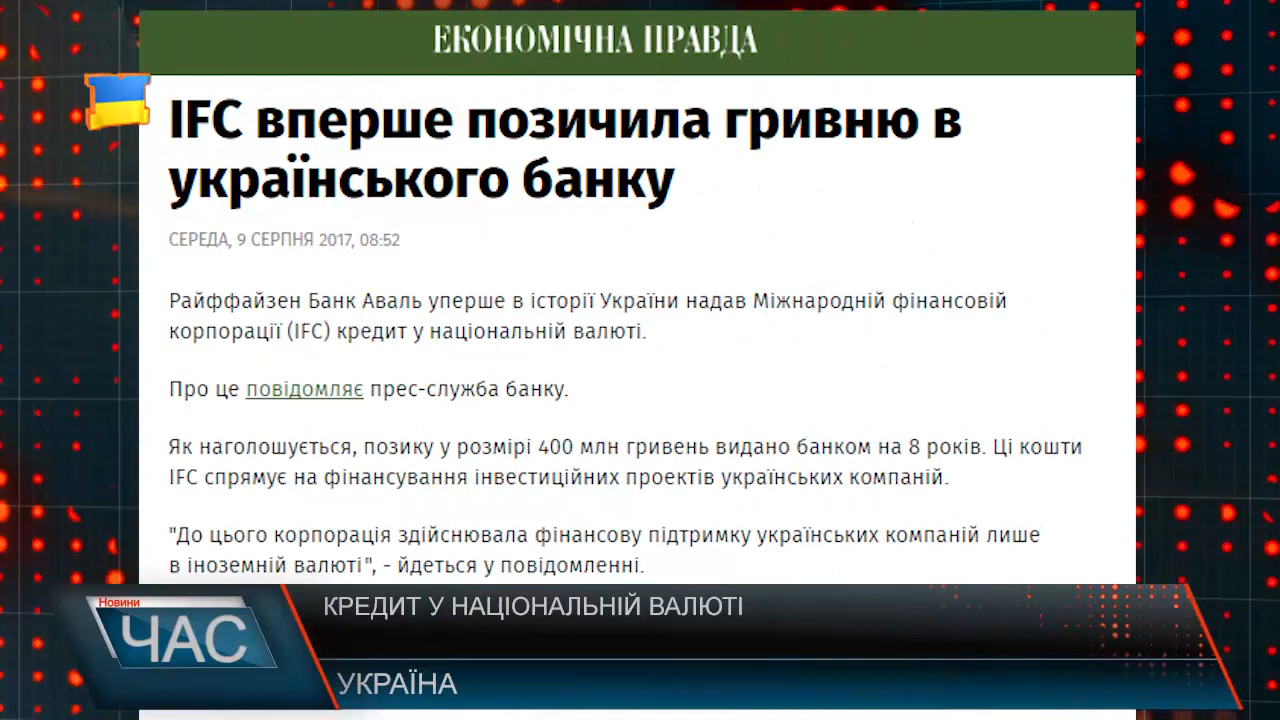 ЕКОНОМІЧНА ПРАВДА
IFC вперше позичила гривню в
українського банку
СЕРЕДА, 9 СЕРПНЯ 2017, 08:52
Райффайзен Банк Аваль уперше в історії України надав Міжнародній фінансовій
корпорації (IFC) кредит у національній валюті.
Про це повідомляє прес-служба банку.
Як наголошується, позику у розмірі 400 млн гривень видано банком на 8 років. Ці кошти
IFC спрямує на фінансування інвестиційних проектів українських компаній.
"До цього корпорація здійснювала фінансову підтримку українських компаній лише
в іноземній валюті", - йдеться у повідомленні.
Новини
ЧАС
КРЕДИТ У НАЦІОНАЛЬНІЙ ВАЛЮТІ
УКРАЇНА